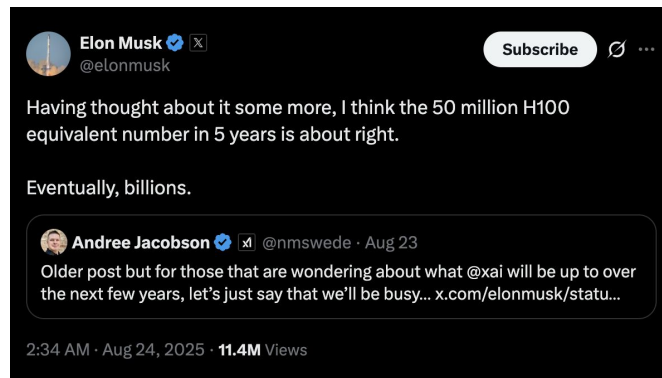 Elon Musk
@elonmusk
Subscribe
Having thought about it some more, I think the 50 million H100
equivalent number in 5 years is about right.
Eventually, billions.
Andree Jacobson @nmswede · Aug 23
Older post but for those that are wondering about what @xai will be up to over
the next few years, let's just say that we'll be busy... x.com/elonmusk/statu...
2:34 AM · Aug 24, 2025 · 11.4M Views